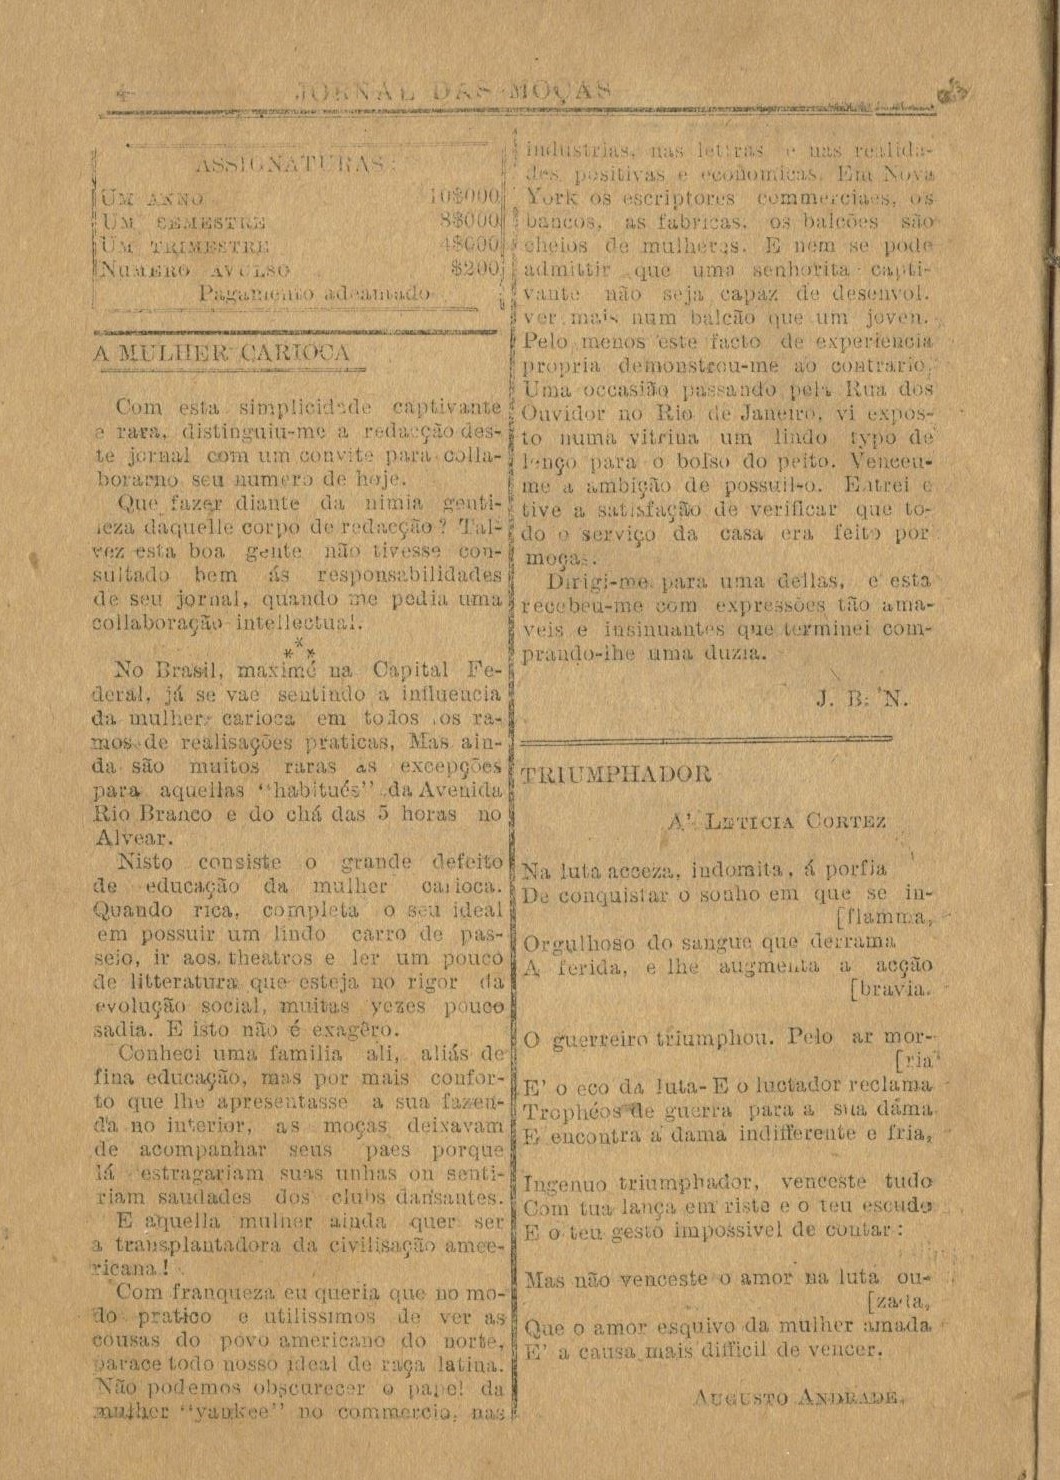 4
JORNAL DAS MOÇAS
ASSIGNATURAS:
UM ANNO 10$000
UM SEMESTRE 8$000
UM TRIMESTRE 4$000
NUMERO AVULSO $200
Pagamento adeantado
A MULHER CARIOCA
Com esta simplicidade captivante
e rara, distinguiu-me a redacção des-
te jornal com um convite para colla-
borarno seu numero de hoje.
Que fazer diante da nimia genti-
leza daquelle corpo de redacção? Tal-
vez esta boa gente não tivesse con-
sultado bem ás responsabilidades
de seu jornal, quando me pedia uma
collaboração intellectual.
* * *
No Brasil, maximé na Capital Fe-
deral, já se vae sentindo a influencia
da mulher carioca em todos os ra-
mos de realisações praticas, Mas ain-
da são muitos raras as excepções
para aquellas "habitués" da Avenida
Rio Branco e do chá das 5 horas no
Alvear.
Nisto consiste o grande defeito
de educação da mulher carioca.
Quando rica, completa o seu ideal
em possuir um lindo carro de pas-
seio, ir aos theatros e ler um pouco
de litteratura que esteja no rigor da
evolução social, muitas vezes pouco
sadia. E isto não é exagêro.
Conheci uma familia ali, aliás de
fina educação, mas por mais confor-
to que lhe apresentasse a sua fazen-
da no interior, as moças deixavam
de acompanhar seus paes porque
lá estragariam suas unhas ou senti-
riam saudades dos clubs dansantes.
E aquella mulher ainda quer ser
a transplantadora da civilisação amee-
ricana!
Com franqueza eu queria que no mo-
do pratico e utilissimos de ver as
cousas do povo americano do norte,
parace todo nosso ideal de raça latina.
Não podemos obscurecer o papel da
mulher "yankee" no commercio, nas
industrias, nas lettras e nas realida-
des positivas e economicas. Em Nova
York os escriptores commerciaes, os
bancos, as fabricas, os balcões são
cheios de mulheres. E nem se pode
admittir que uma senhorita capti-
vante não seja capaz de desenvol.
ver mais num balcão que um joven.
Pelo menos este facto de experiencia
propria demonstrou-me ao contrario.
Uma occasião passando pela Rua dos
Ouvidor no Rio de Janeiro, vi expos-
to numa vitrina um lindo typo de
lenço para o bolso do peito. Venceu-
me a ambição de possuil-o. Entrei e
tive a satisfação de verificar que to-
do o serviço da casa era feito por
moças.
Dirigi-me para uma dellas, e esta
recebeu-me com expressões tão ama-
veis e insinuantes que terminei com-
prando-lhe uma duzia.
J. B. N.
TRIUMPHADOR
A' LETICIA CORTEZ
Na luta acceza, indomita, á porfia
De conquistar o sonho em que se in-
[flamma,
Orgulhoso do sangue que derrama
A ferida, e lhe augmenta a acção
[bravia.
O guerreiro triumphou. Pelo ar mor-
[ria
E' o eco da luta- E o luctador reclama
Trophéos de guerra para a sua dáma
E encontra a dama indifferente e fria,
Ingenuo triumphador, venceste tudo
Com tua lança em riste e o teu escudo
E o teu gesto impossivel de contar:
Mas não venceste o amor na luta ou-
[zada,
Que o amor esquivo da mulher amada
E' a causa mais difficil de vencer.
AUGUSTO ANDRADE.